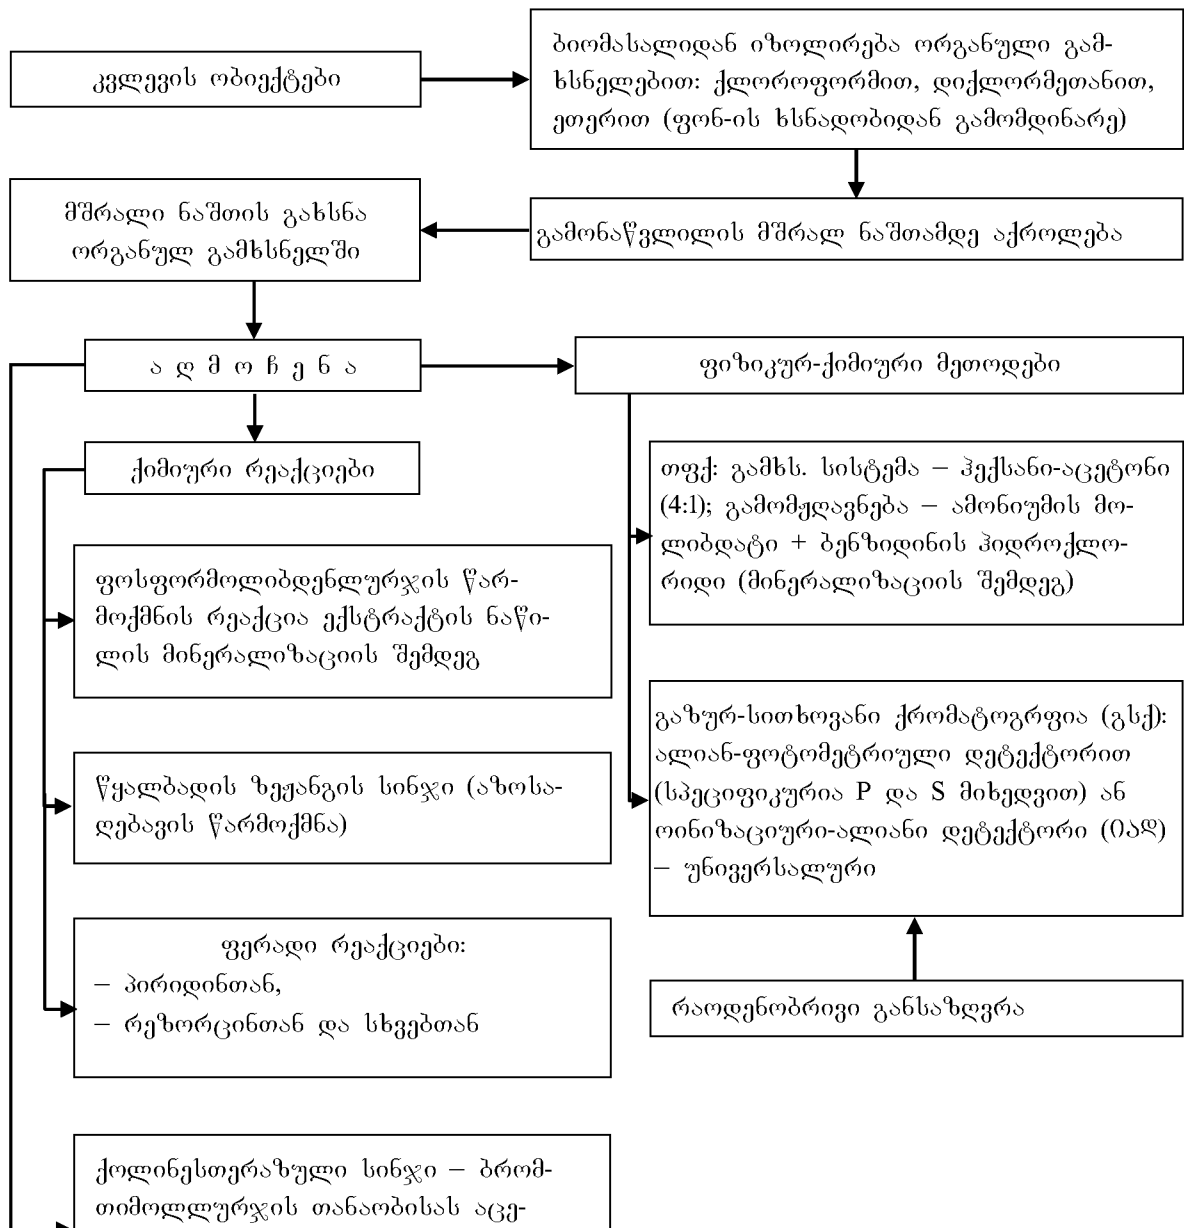 კვლევის ობიექტები
ბიომასალიდან იზოლირება ორგანული გამ-
ხსნელებით: ქლოროფორმით, დიქლორმეთანით,
ეთერით (ფონ-ის ხსნადობიდან გამომდინარე)
მშრალი ნაშთის გახსნა
ორგანულ გამხსნელში
გამონაწვლილის მშრალ ნაშთამდე აქროლება
ა ღ მ ო ჩ ე ნ ა
ფიზიკურ-ქიმიური მეთოდები
ქიმიური რეაქციები
თფქ: გამხს. სისტემა – ჰექსანი-აცეტონი
(4:1); გამომჟღავნება – ამონიუმის მო-
ლიბდატი + ბენზიდინის ჰიდროქლო-
რიდი (მინერალიზაციის შემდეგ)
ფოსფორმოლიბდენლურჯის წარ-
მოქმნის რეაქცია ექსტრაქტის ნაწი-
ლის მინერალიზაციის შემდეგ
გაზურ-სითხოვანი ქრომატოგრფია (გსქ):
ალიან-ფოტომეტრიული დეტექტორით
(სპეციფიკურია P და S მიხედვით) ან
ოინიზაციური-ალიანი დეტექტორი (ᲘᲐᲓ)
– უნივერსალური
წყალბადის ზეჟანგის სინჯი (აზოსა-
ღებავის წარმოქმნა)
ფერადი რეაქციები:
– პირიდინთან,
– რეზორცინთან და სხვებთან
რაოდენობრივი განსაზღვრა
ქოლინესთერაზული სინჯი – ბრომ-
თიმოლლურჯის თანაობისას აცე-